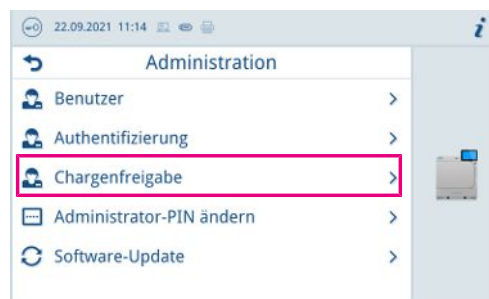 22.09.2021 11:14
i
Administration
Benutzer
Authentifizierung
Chargenfreigabe
Administrator-PIN ändern
Software-Update